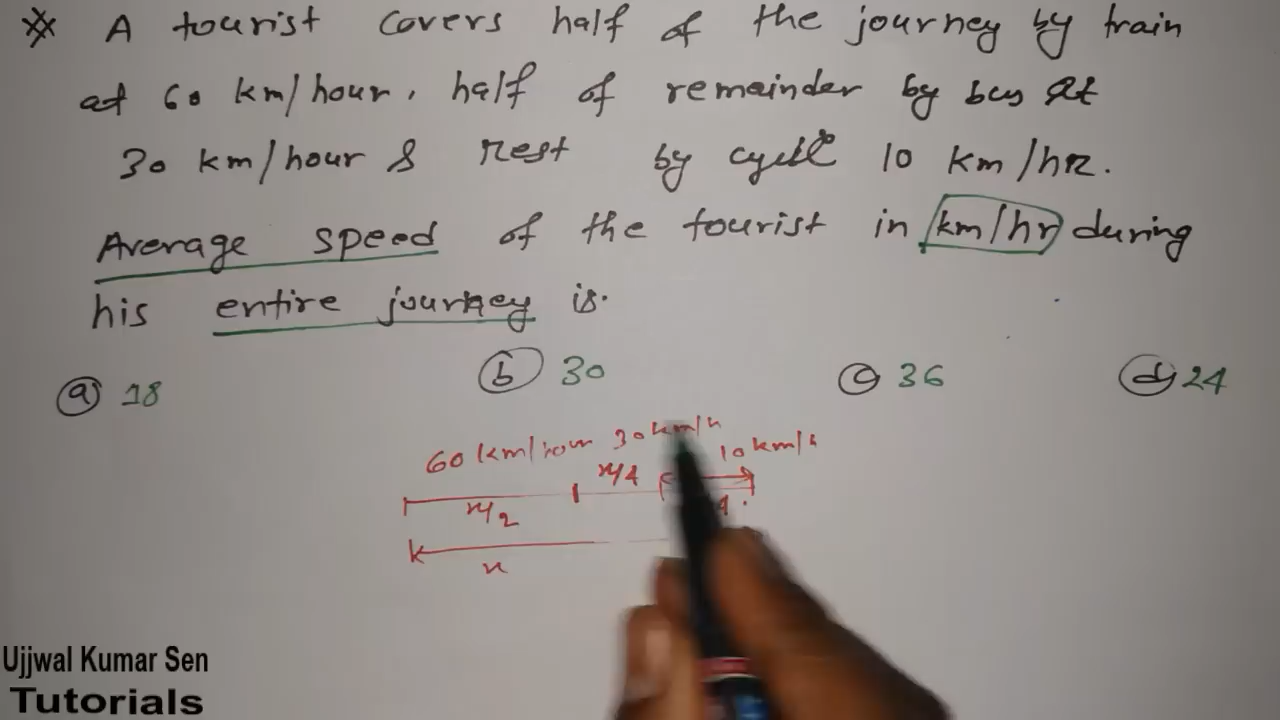 A tourist covers half of the journey by train
at 60 km/hour, half of remainder by bus at
30 km/hour & rest by cycle 10 km/hr.
Average speed of the tourist in km/hr during
his entire journey is.
(a) 18 (b) 30 (c) 36 (d) 24
60 km/hour 30 km/h 10 km/h
x/2 x/4
x
Ujjwal Kumar Sen
Tutorials